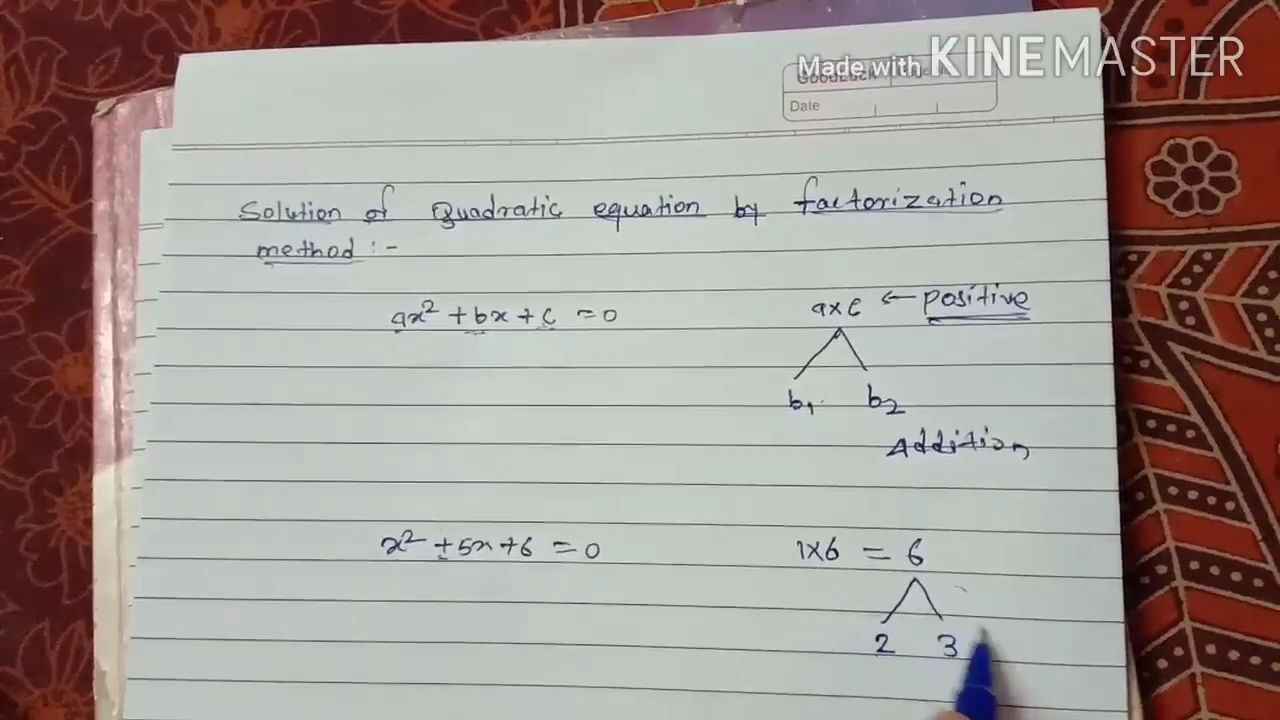 Made with KINEMASTER
Date
Solution of Quadratic equation by factorization
method :-
ax² + bx + c = 0
a×c ← positive
b₁ b₂
Addition
x² + 5x + 6 = 0
1×6 = 6
2 3